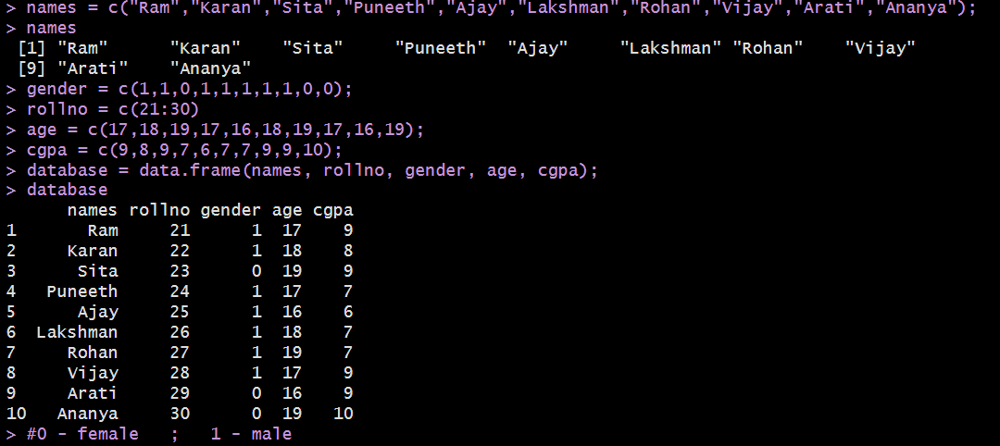 > names = c("Ram","Karan","Sita","Puneeth","Ajay","Lakshman","Rohan","Vijay","Arati","Ananya");
> names
 [1] "Ram"      "Karan"    "Sita"     "Puneeth"  "Ajay"     "Lakshman" "Rohan"    "Vijay"
 [9] "Arati"    "Ananya"
> gender = c(1,1,0,1,1,1,1,1,0,0);
> rollno = c(21:30)
> age = c(17,18,19,17,16,18,19,17,16,19);
> cgpa = c(9,8,9,7,6,7,7,9,9,10);
> database = data.frame(names, rollno, gender, age, cgpa);
> database
      names rollno gender age cgpa
1       Ram     21      1  17    9
2     Karan     22      1  18    8
3      Sita     23      0  19    9
4   Puneeth     24      1  17    7
5      Ajay     25      1  16    6
6  Lakshman     26      1  18    7
7     Rohan     27      1  19    7
8     Vijay     28      1  17    9
9     Arati     29      0  16    9
10   Ananya     30      0  19   10
> #0 - female   ;   1 - male